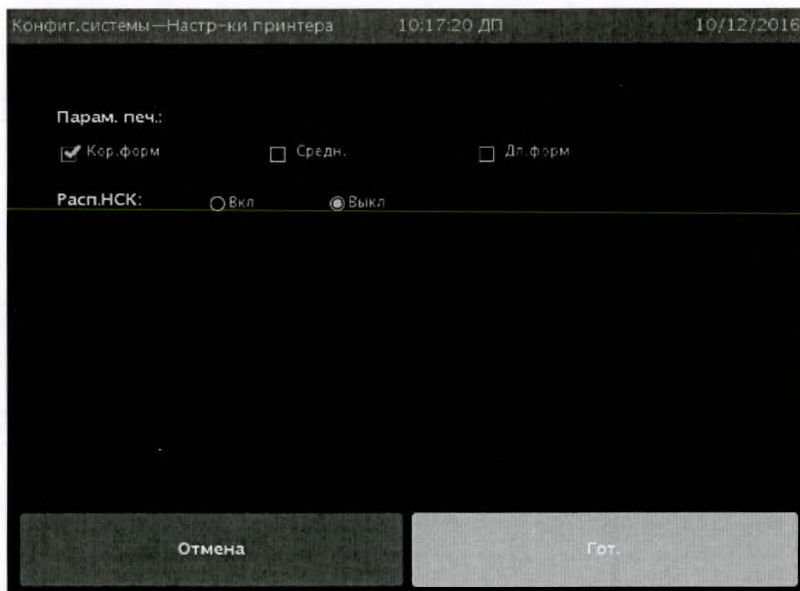 Конфиг.системы—Настр-ки принтера 10:17:20 ДП 10/12/2016
Парам. печ.:
Кор.форм Средн. Дл.форм
Расп.НСК: Вкл Выкл
Отмена Гот.